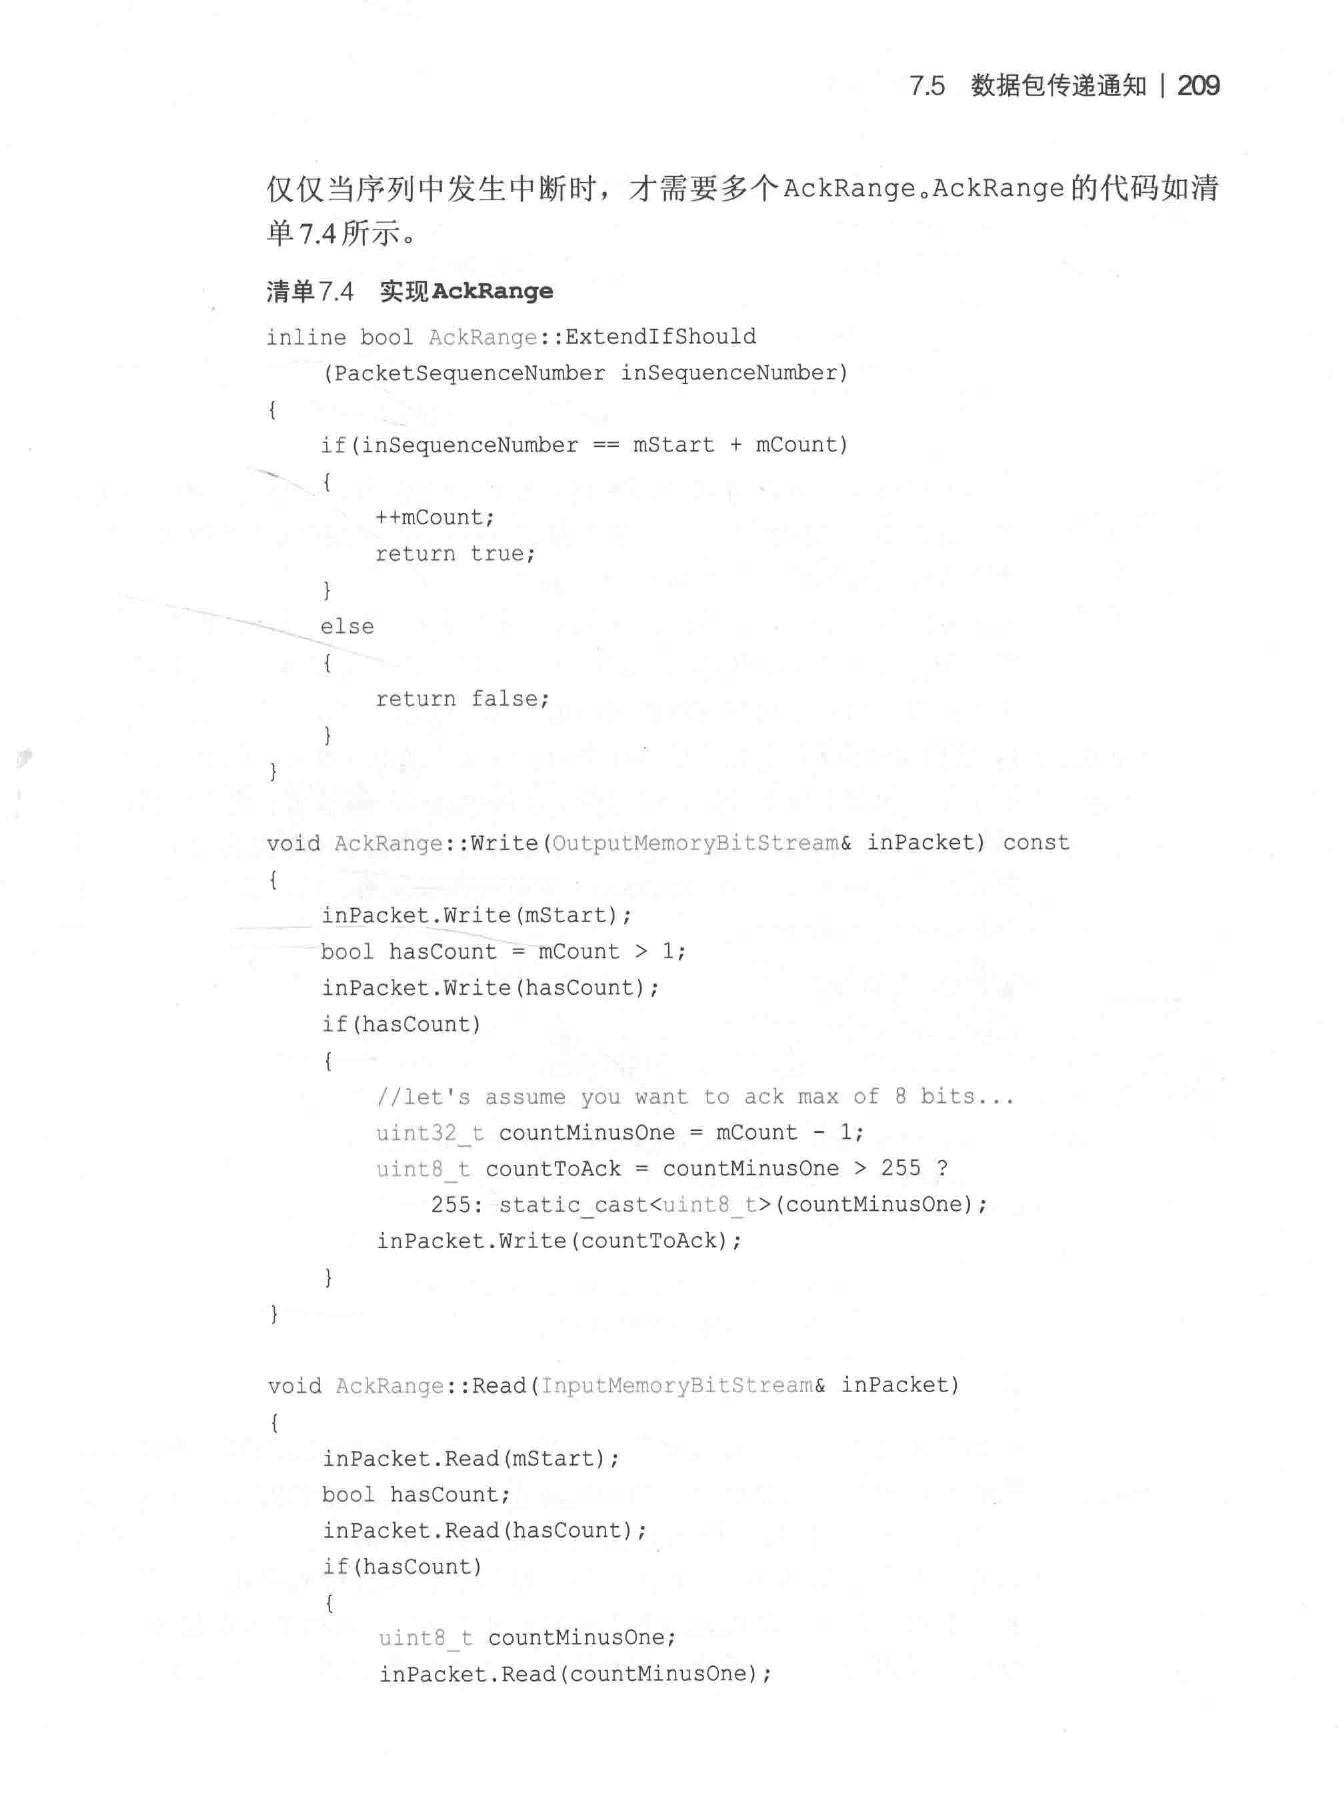 7.5 数据包传递通知 | 209
仅仅当序列中发生中断时，才需要多个AckRange。AckRange的代码如清
单7.4所示。
清单7.4 实现AckRange
inline bool AckRange::ExtendIfShould
(PacketSequenceNumber inSequenceNumber)
{
if(inSequenceNumber == mStart + mCount)
{
++mCount;
return true;
}
else
{
return false;
}
}
void AckRange::Write(OutputMemoryBitStream& inPacket) const
{
inPacket.Write(mStart);
bool hasCount = mCount > 1;
inPacket.Write(hasCount);
if(hasCount)
{
//let's assume you want to ack max of 8 bits...
uint32_t countMinusOne = mCount - 1;
uint8_t countToAck = countMinusOne > 255 ?
255: static_cast<uint8_t>(countMinusOne);
inPacket.Write(countToAck);
}
}
void AckRange::Read(InputMemoryBitStream& inPacket)
{
inPacket.Read(mStart);
bool hasCount;
inPacket.Read(hasCount);
if(hasCount)
{
uint8_t countMinusOne;
inPacket.Read(countMinusOne);